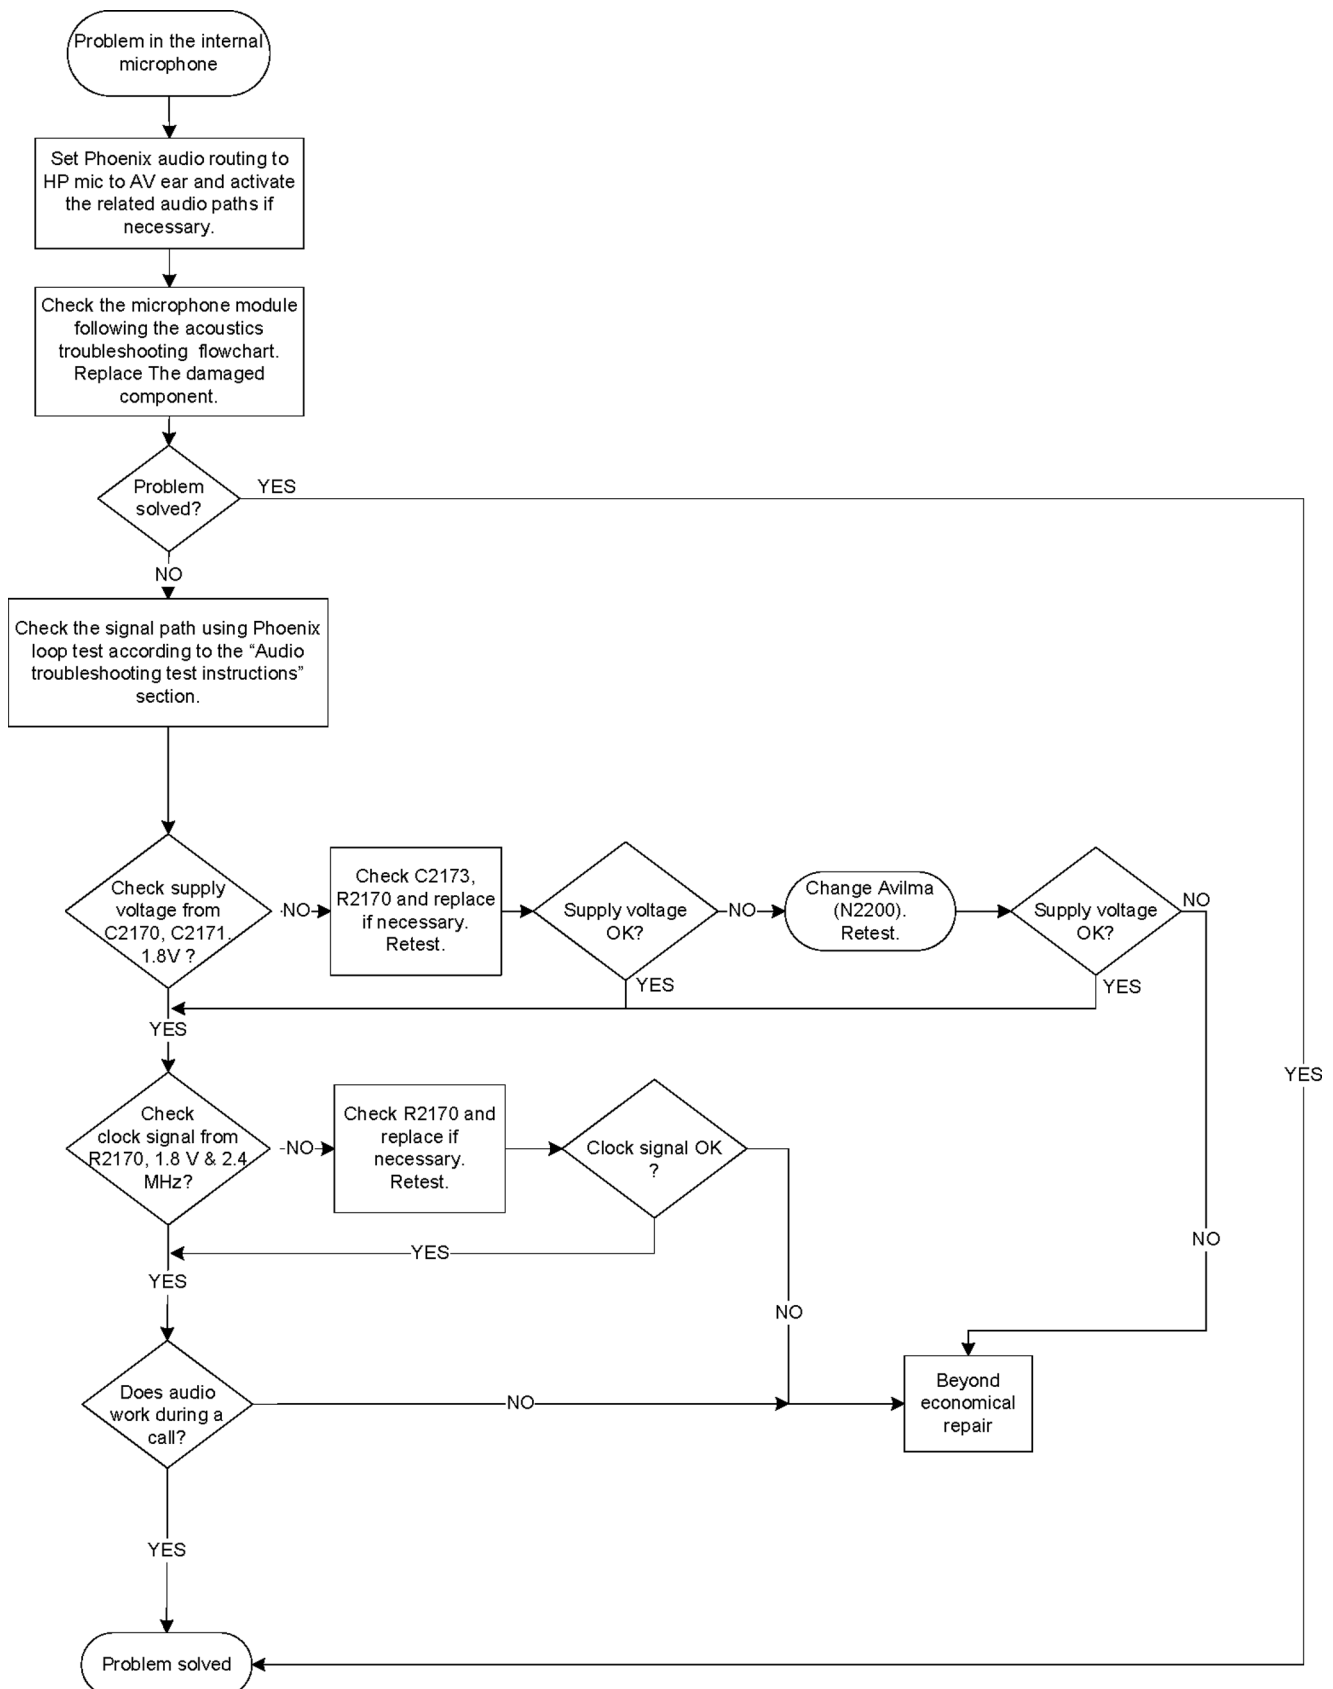 Problem in the internal
microphone
Set Phoenix audio routing to
HP mic to AV ear and activate
the related audio paths if
necessary.
Check the microphone module
following the acoustics
troubleshooting flowchart.
Replace The damaged
component.
Problem
solved?
YES
NO
Check the signal path using Phoenix
loop test according to the “Audio
troubleshooting test instructions“
section.
Check supply
voltage from
C2170, C2171.
1.8V ?
NO
Check C2173,
R2170 and replace
if necessary.
Retest.
Supply voltage
OK?
NO
Change Avilma
(N2200).
Retest.
Supply voltage
OK?
NO
YES
YES
YES
YES
Check
clock signal from
R2170, 1.8 V & 2.4
MHz?
NO
Check R2170 and
replace if
necessary.
Retest.
Clock signal OK
?
NO
YES
YES
NO
Does audio
work during a
call?
NO
Beyond
economical
repair
YES
Problem solved